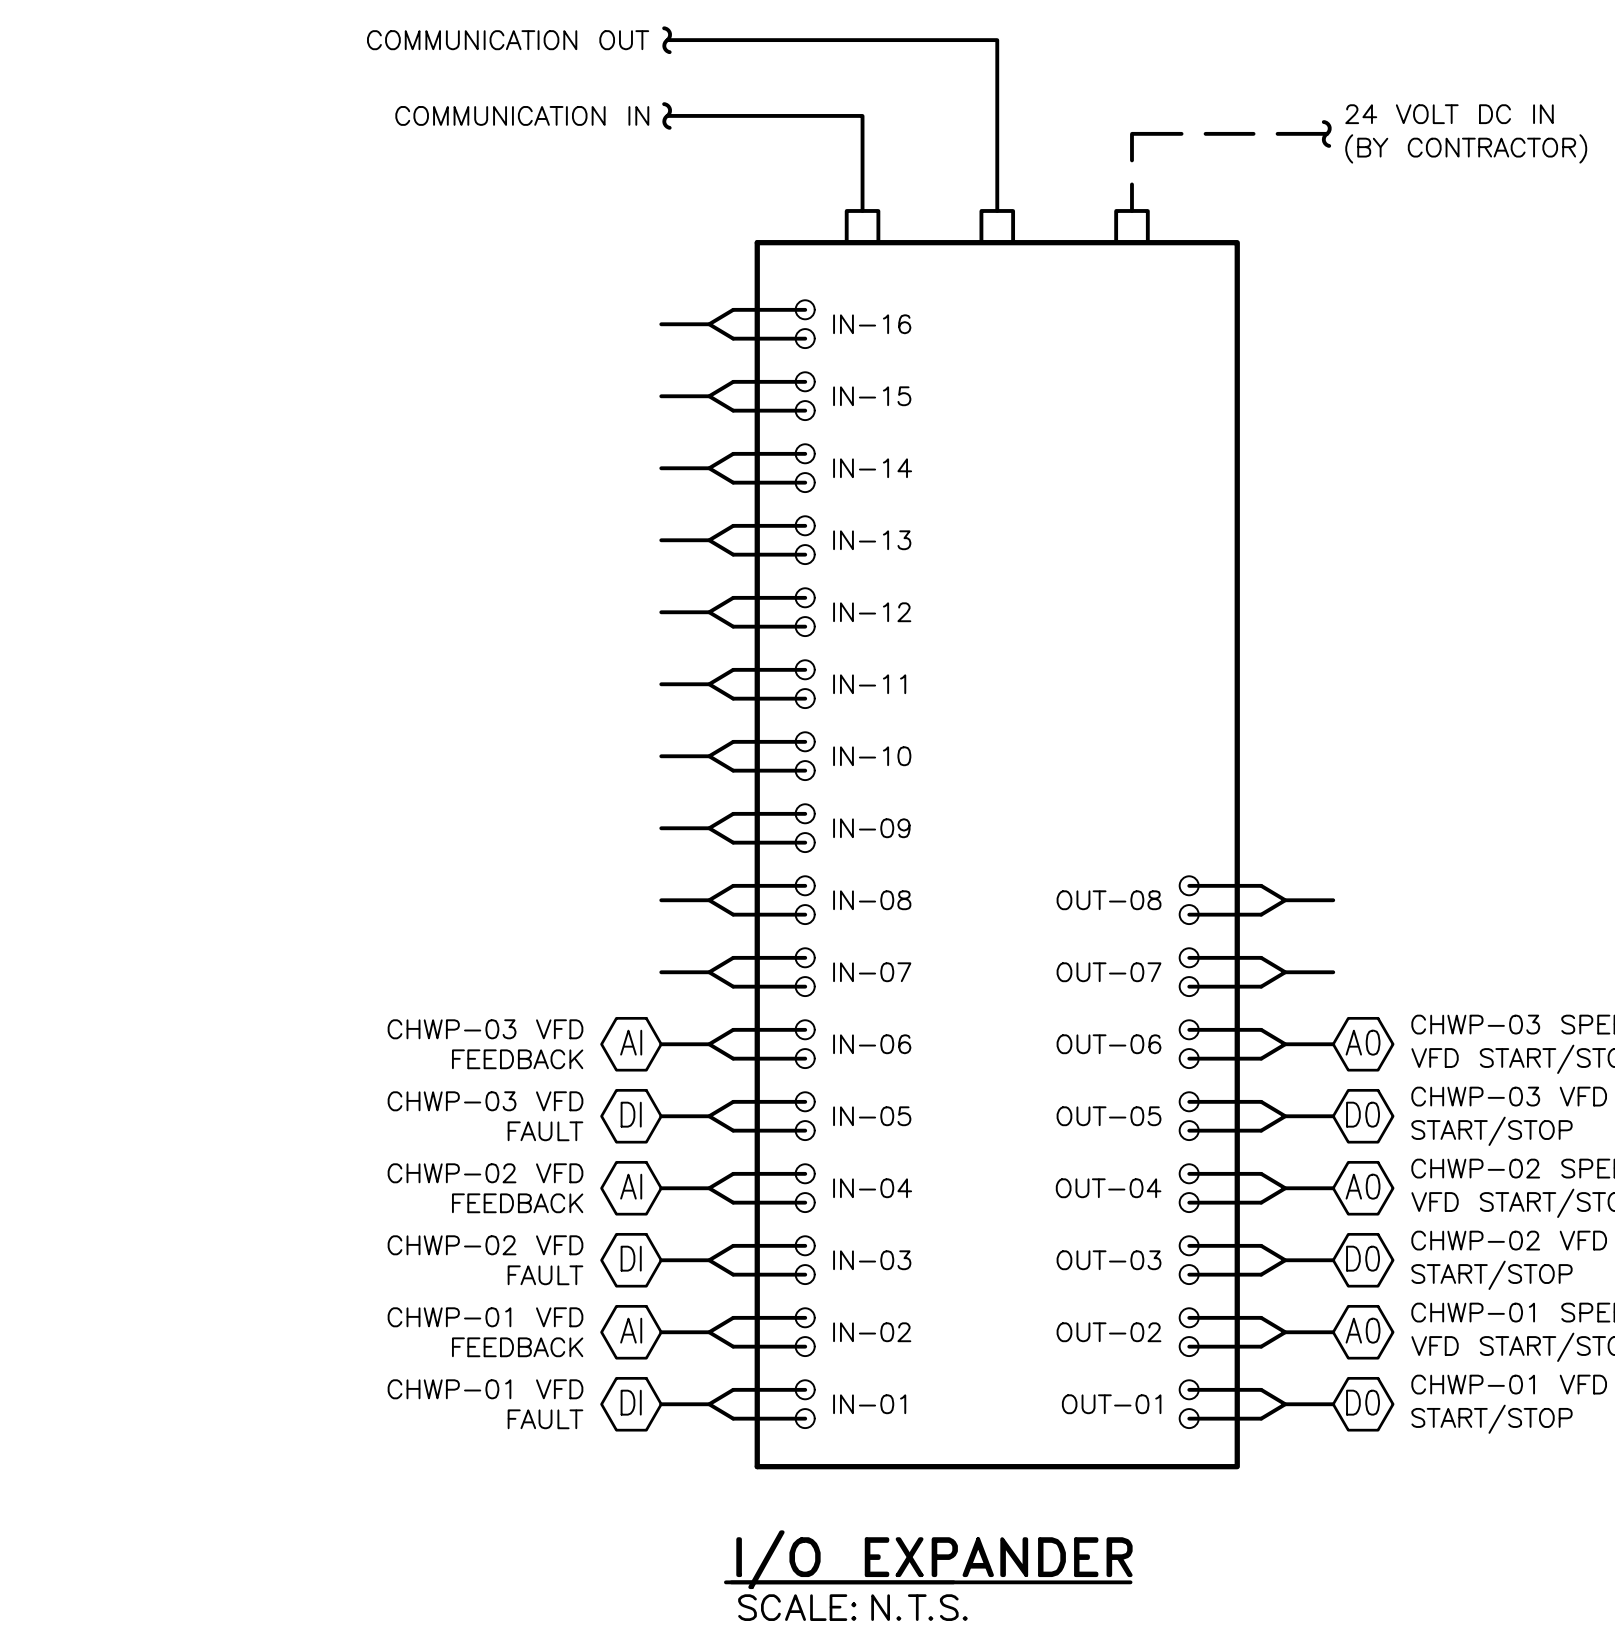 COMMUNICATION OUT
COMMUNICATION IN
24 VOLT DC IN
(BY CONTRACTOR)
IN-16
IN-15
IN-14
IN-13
IN-12
IN-11
IN-10
IN-09
IN-08
OUT-08
IN-07
OUT-07
CHWP-03 VFD
FEEDBACK
AI
IN-06
OUT-06
AO
CHWP-03
VFD
CHWP-03 VFD
FAULT
DI
IN-05
OUT-05
DO
CHWP-03 VFD
START/STOP
CHWP-02 VFD
FEEDBACK
AI
IN-04
OUT-04
AO
CHWP-02
VFD
CHWP-02 VFD
FAULT
DI
IN-03
OUT-03
DO
CHWP-02 VFD
START/STOP
CHWP-01 VFD
FEEDBACK
AI
IN-02
OUT-02
AO
CHWP-01
VFD
CHWP-01 VFD
FAULT
DI
IN-01
OUT-01
DO
CHWP-01 VFD
START/STOP
I/O EXPANDER
SCALE: N.T.S.